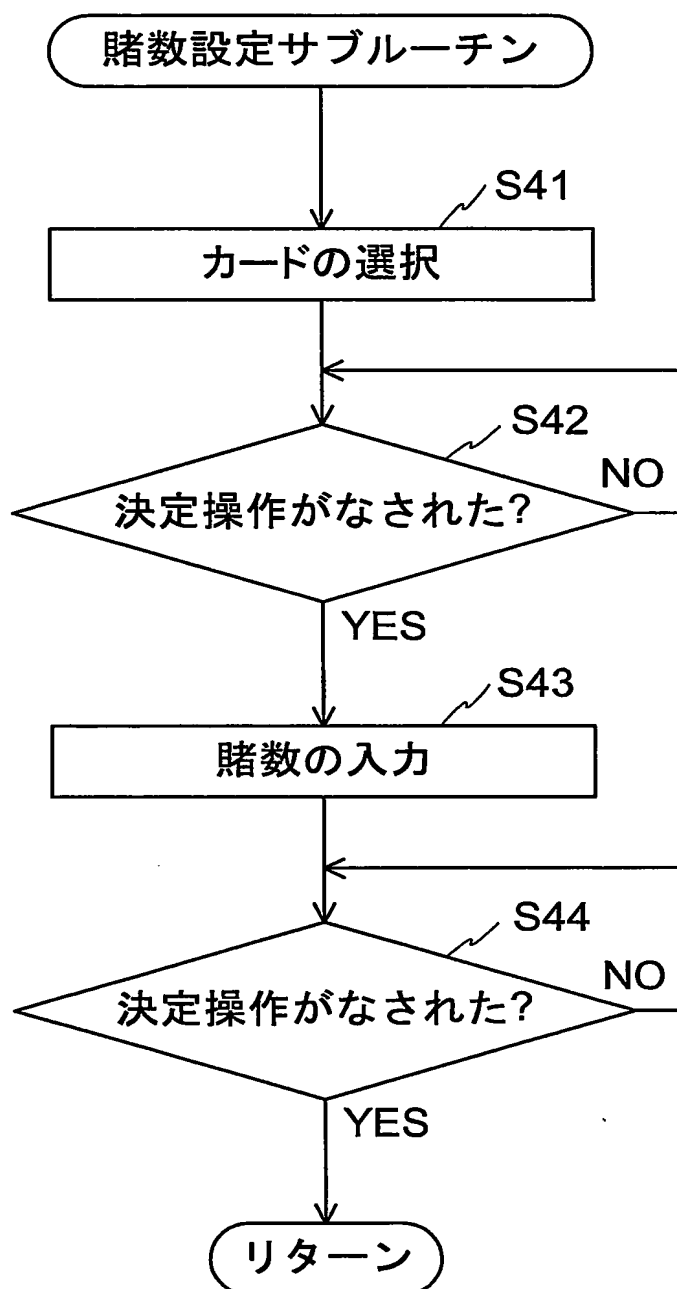 賭数設定サブルーチン
S41
カードの選択
S42
決定操作がなされた?
NO
YES
S43
賭数の入力
S44
決定操作がなされた?
NO
YES
リターン